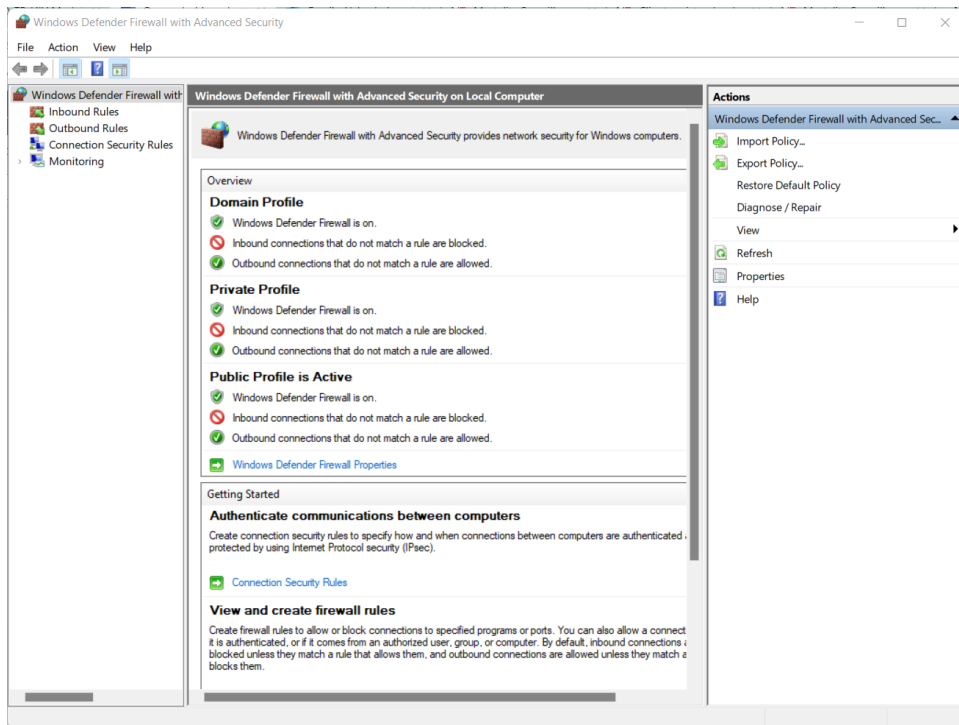 Windows Defender Firewall with Advanced Security
File Action View Help
Windows Defender Firewall with
Inbound Rules
Outbound Rules
Connection Security Rules
Monitoring
Windows Defender Firewall with Advanced Security on Local Computer
Windows Defender Firewall with Advanced Security provides network security for Windows computers.
Overview
Domain Profile
Windows Defender Firewall is on.
Inbound connections that do not match a rule are blocked.
Outbound connections that do not match a rule are allowed.
Private Profile
Windows Defender Firewall is on.
Inbound connections that do not match a rule are blocked.
Outbound connections that do not match a rule are allowed.
Public Profile is Active
Windows Defender Firewall is on.
Inbound connections that do not match a rule are blocked.
Outbound connections that do not match a rule are allowed.
Windows Defender Firewall Properties
Getting Started
Authenticate communications between computers
Create connection security rules to specify how and when connections between computers are authenticated
protected by using Internet Protocol security (IPsec).
Connection Security Rules
View and create firewall rules
Create firewall rules to allow or block connections to specified programs or ports. You can also allow a connect
it is authenticated, or if it comes from an authorized user, group, or computer. By default, inbound connections
blocked unless they match a rule that allows them, and outbound connections are allowed unless they match a
blocks them.
Actions
Windows Defender Firewall with Advanced Sec...
Import Policy...
Export Policy...
Restore Default Policy
Diagnose / Repair
View
Refresh
Properties
Help